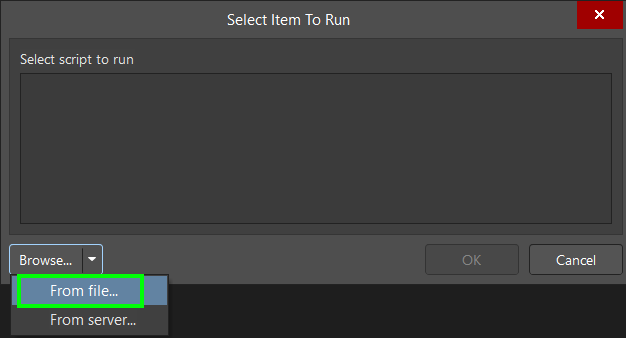 Select Item To Run
Select script to run
Browse...
OK
Cancel
From file...
From server...